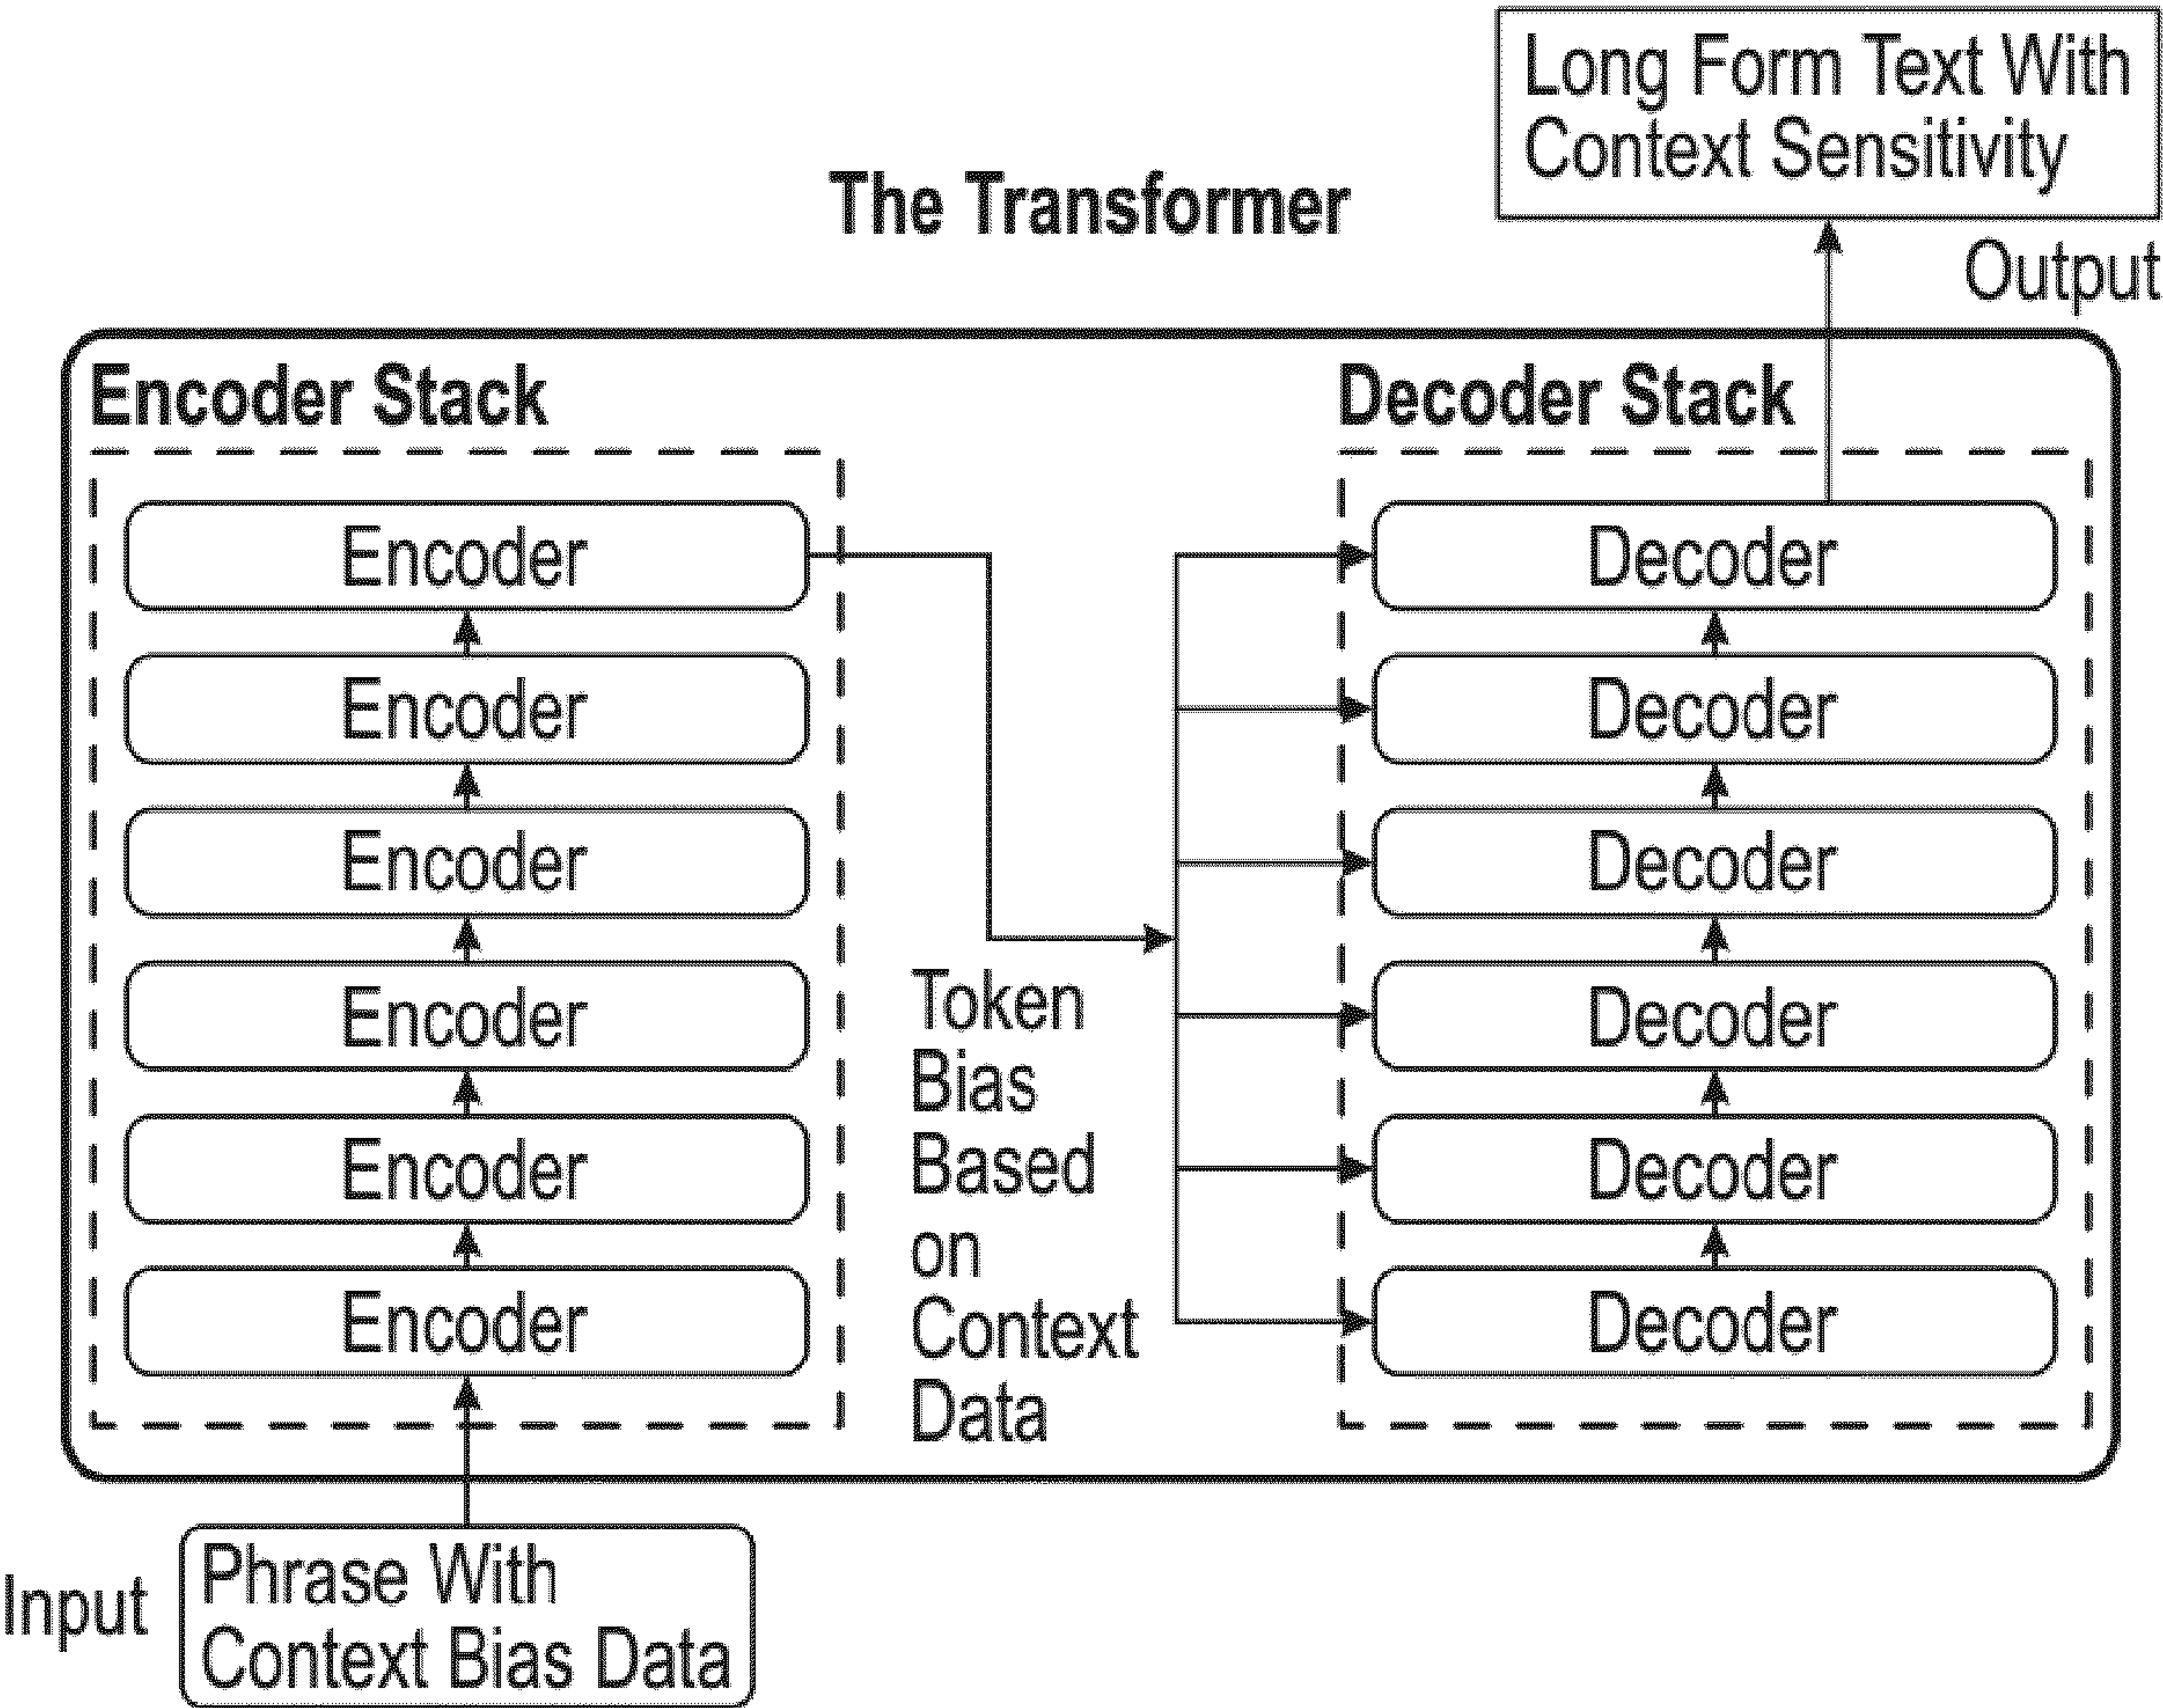 Long Form Text With
Context Sensitivity
The Transformer
Output
Encoder Stack
Decoder Stack
Encoder
Encoder
Encoder
Encoder
Encoder
Encoder
Token
Bias
Based
on
Context
Data
Decoder
Decoder
Decoder
Decoder
Decoder
Decoder
Input
Phrase With
Context Bias Data